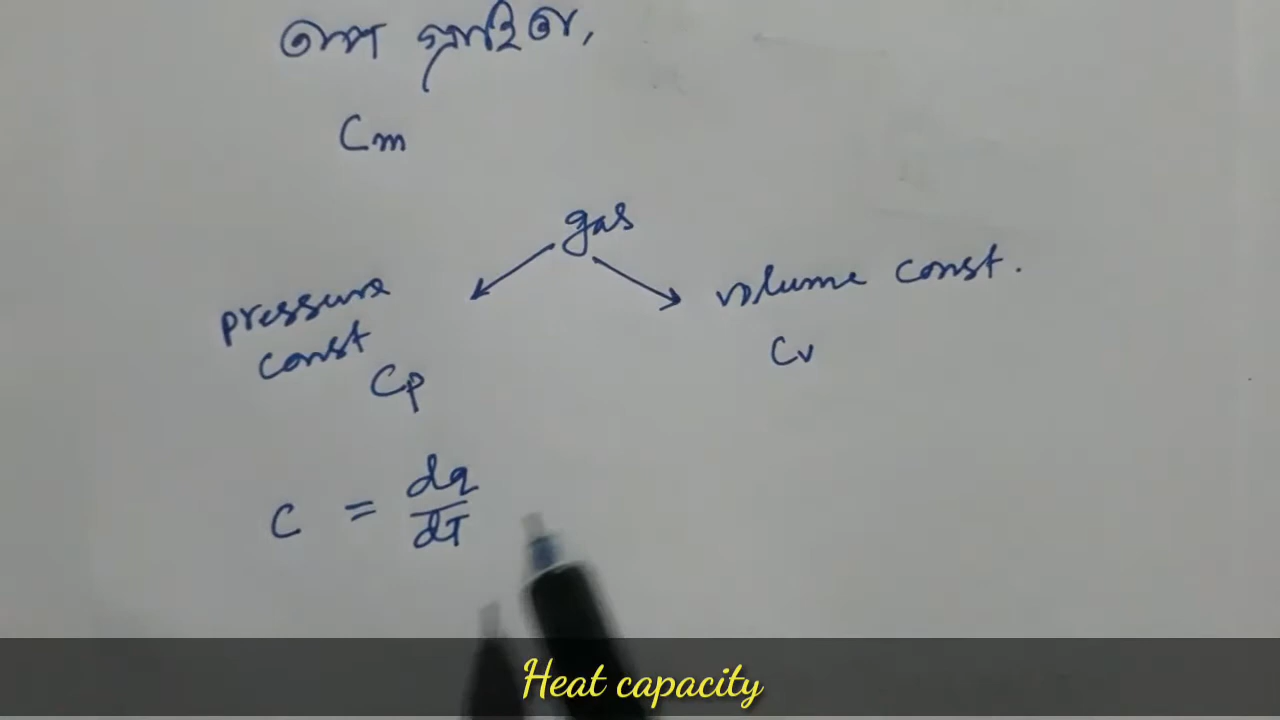 তাপ গ্রাহিতা,
Cm
gas
pressure
const
Cp
volume const.
Cv
C = dq/dT
Heat capacity